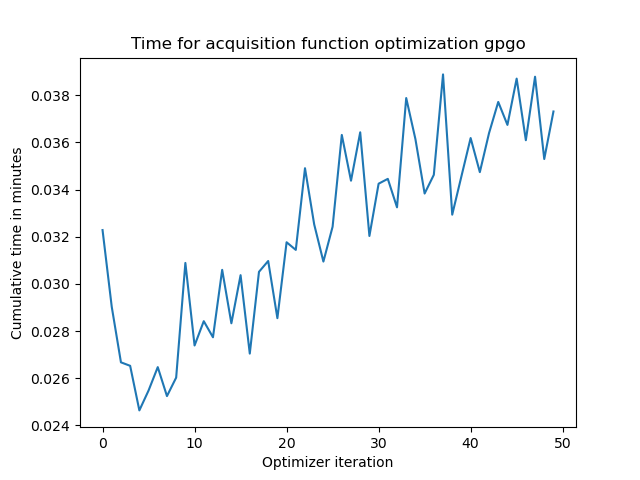 Time for acquisition function optimization gpgo
Cumulative time in minutes
0.038
0.036
0.034
0.032
0.030
0.028
0.026
0.024
0 10 20 30 40 50
Optimizer iteration